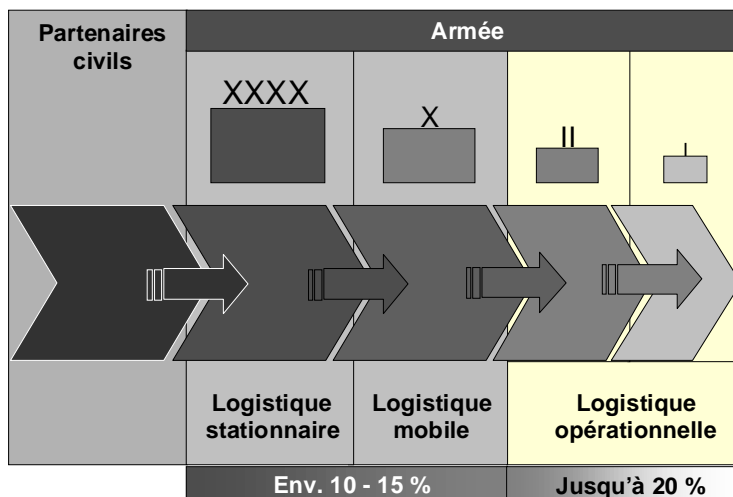 Partenaires
civils
Armée
XXXX
X
II
I
Logistique
stationnaire
Logistique
mobile
Logistique
opérationnelle
Env. 10 - 15 %
Jusqu'à 20 %